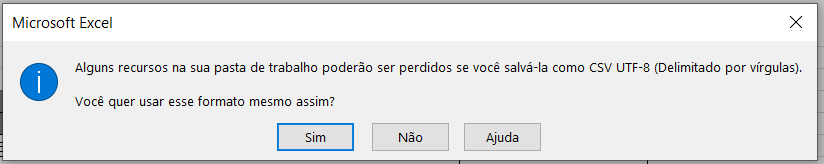 Microsoft Excel
Alguns recursos na sua pasta de trabalho poderão ser perdidos se você salvá-la como CSV UTF-8 (Delimitado por vírgulas).
Você quer usar esse formato mesmo assim?
Sim Não Ajuda